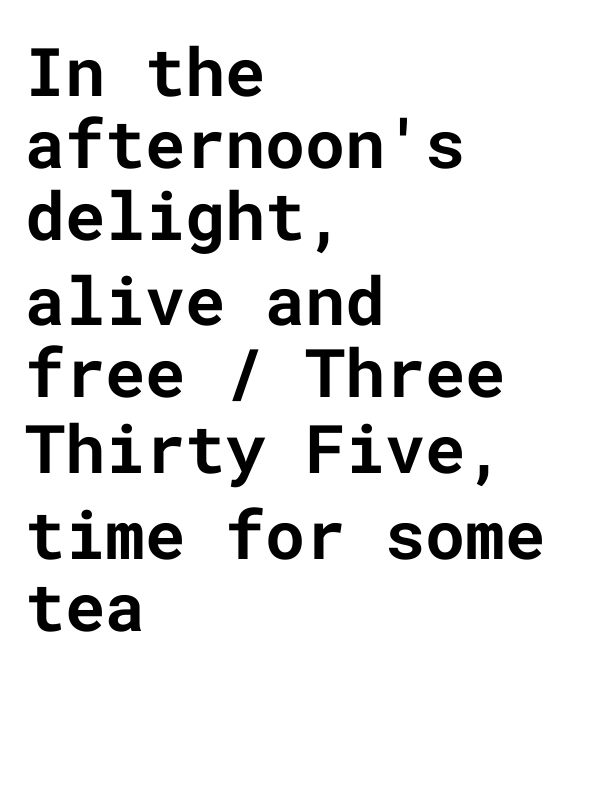 In the
afternoon's
delight,
alive and
free / Three
Thirty Five,
time for some
tea